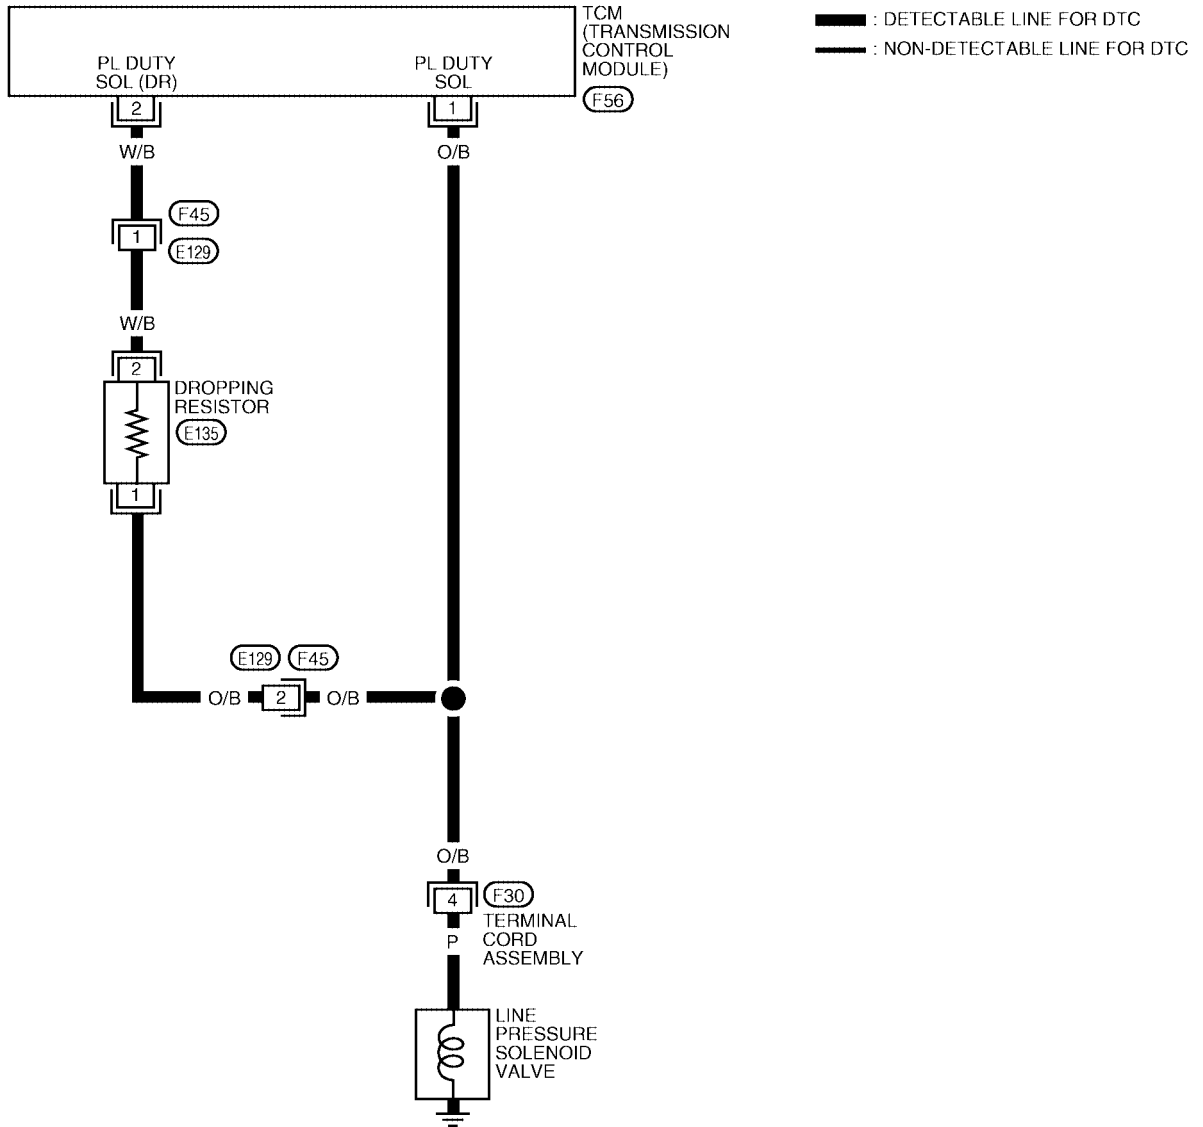 TCM
(TRANSMISSION
CONTROL
MODULE)
F56
: DETECTABLE LINE FOR DTC
: NON-DETECTABLE LINE FOR DTC
PL DUTY
SOL (DR)
PL DUTY
SOL
2
1
W/B
O/B
F45
1
E129
W/B
2
DROPPING
RESISTOR
E135
1
E129
F45
O/B
2
O/B
O/B
4
F30
TERMINAL
CORD
ASSEMBLY
P
LINE
PRESSURE
SOLENOID
VALVE